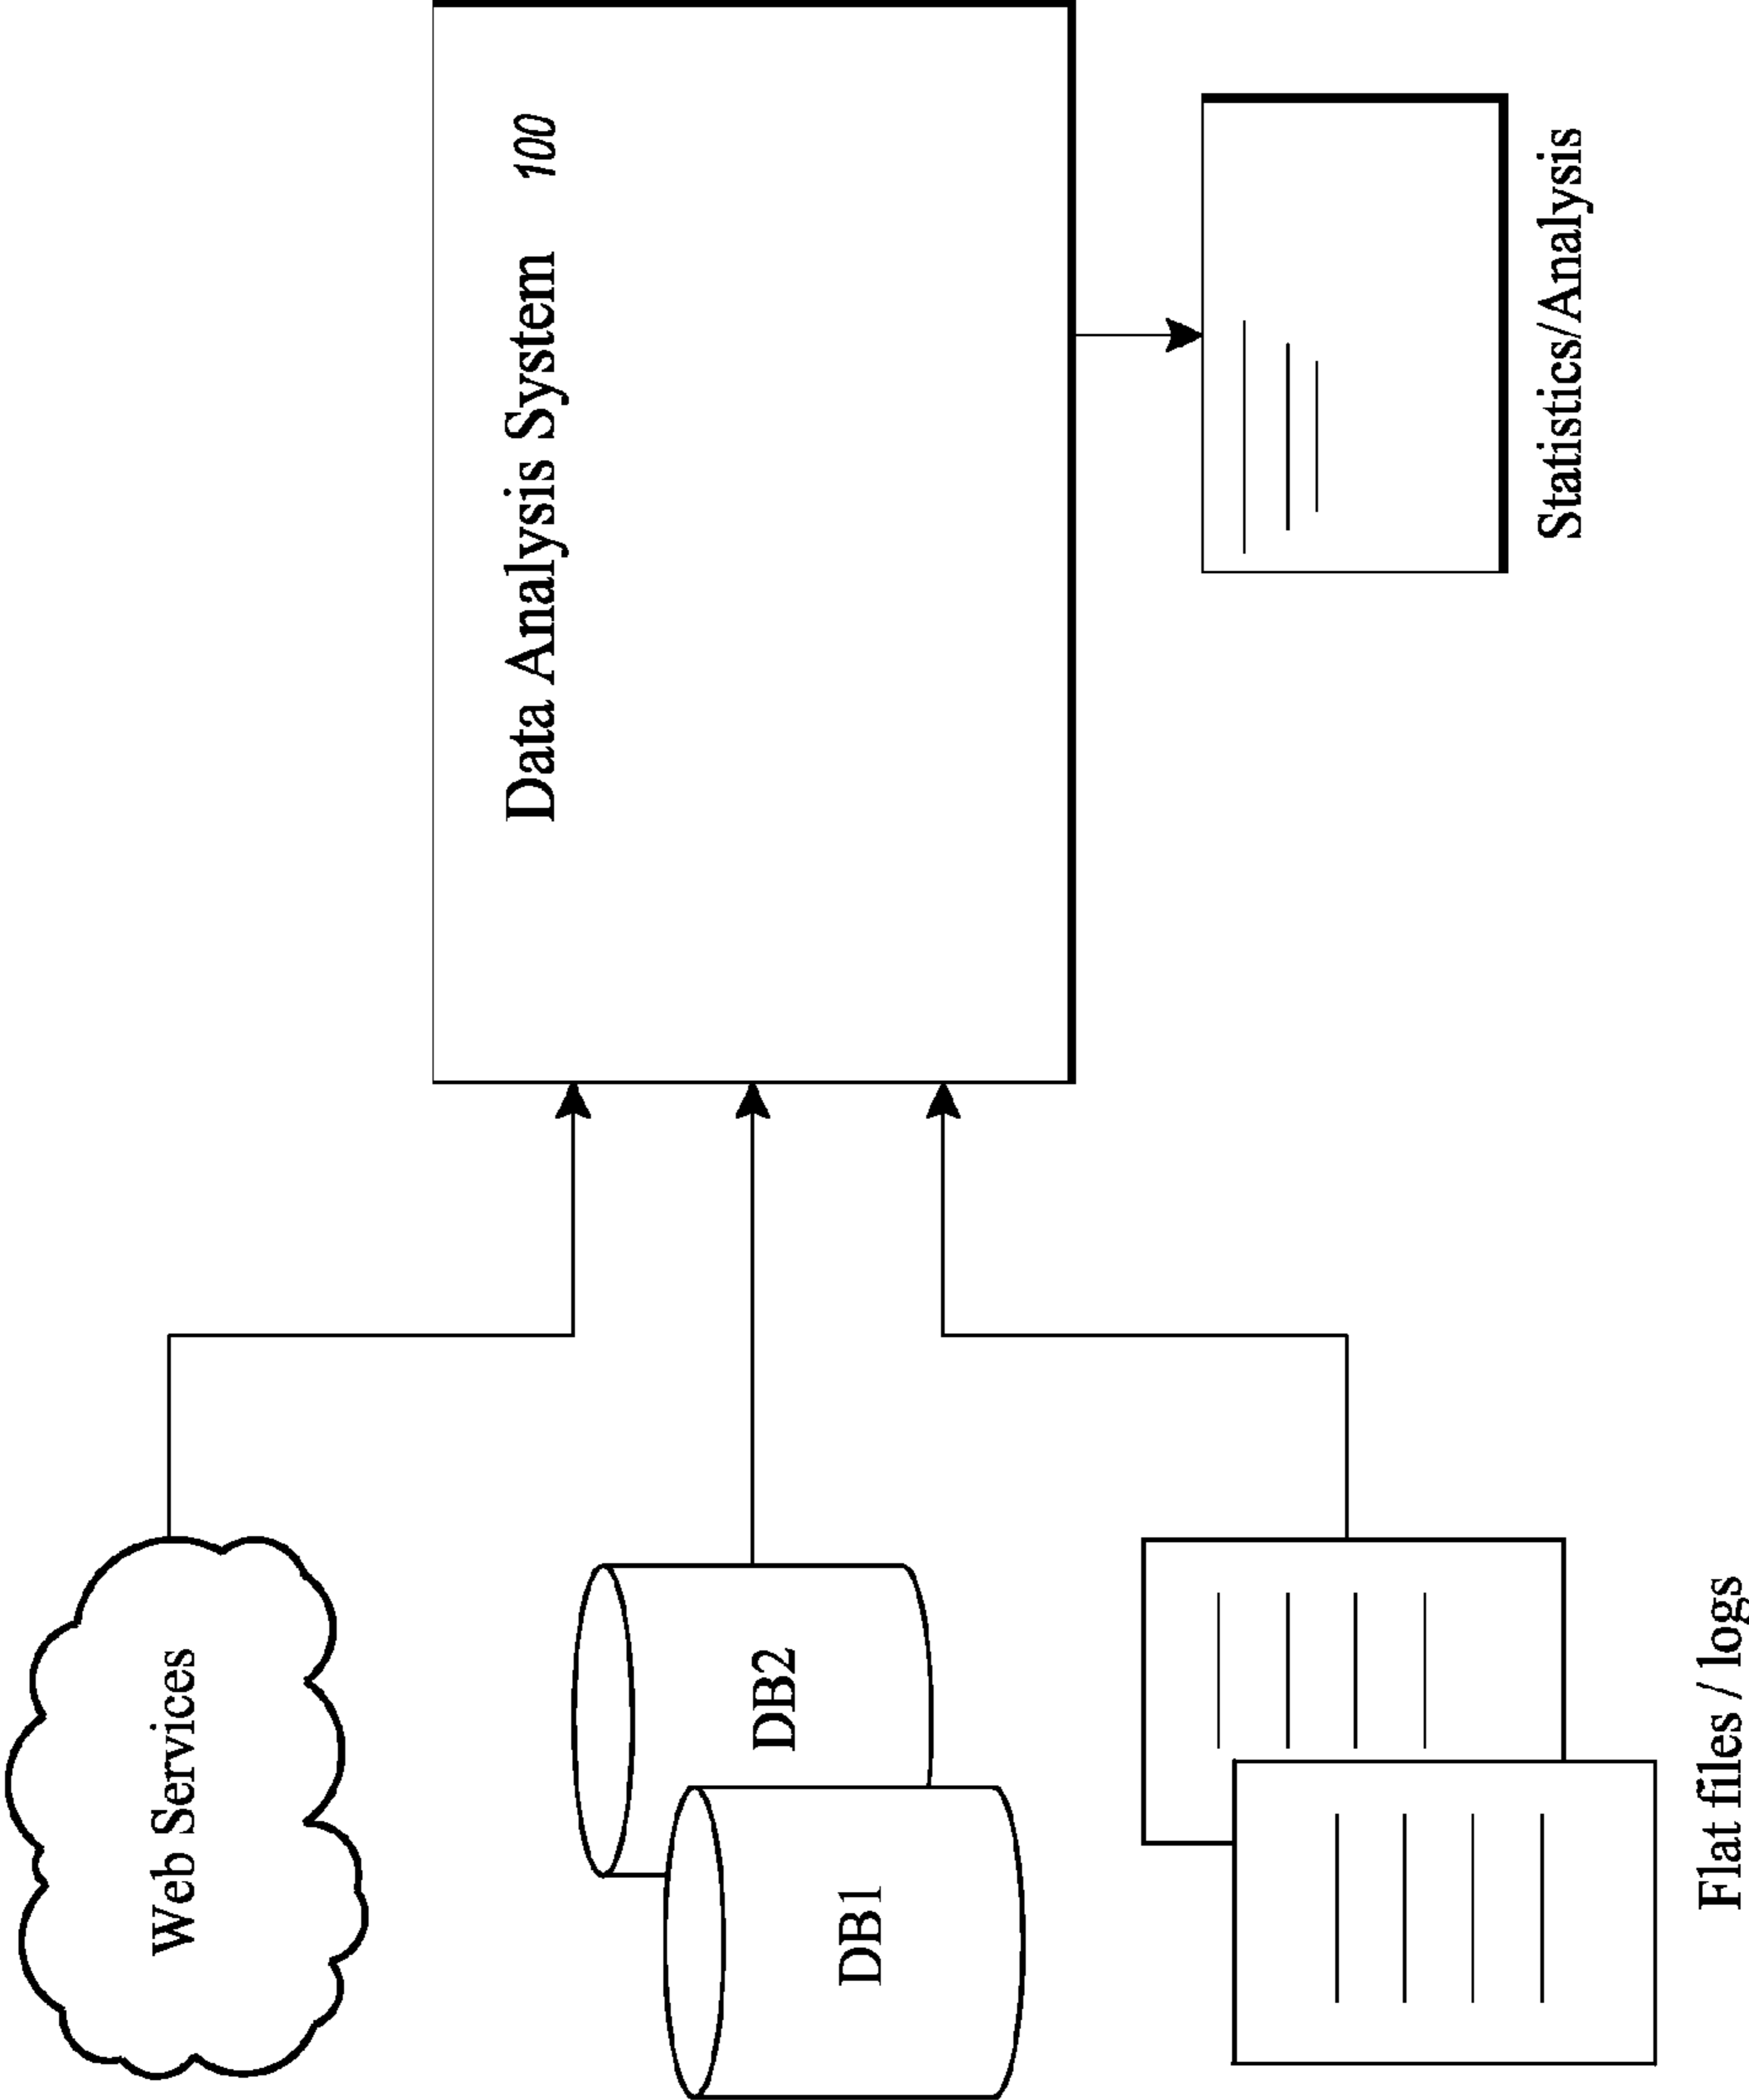 Web Services
Data Analysis System 100
DB2
DB1
Statistics/Analysis
Flat files / logs